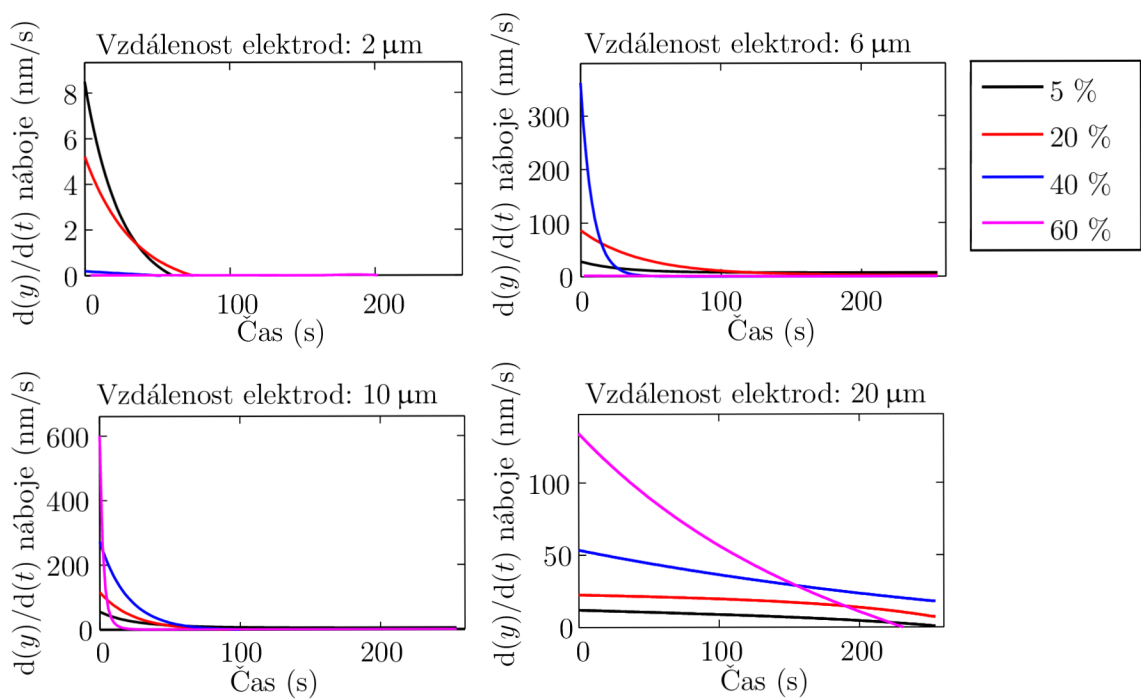 Vzdálenost elektrod: 2 µm
d(y)/d(t) náboje (nm/s)
8
6
4
2
0
0 100 200
Čas (s)
Vzdálenost elektrod: 6 µm
d(y)/d(t) náboje (nm/s)
300
200
100
0
0 100 200
Čas (s)
5 %
20 %
40 %
60 %
Vzdálenost elektrod: 10 µm
d(y)/d(t) náboje (nm/s)
600
400
200
0
0 100 200
Čas (s)
Vzdálenost elektrod: 20 µm
d(y)/d(t) náboje (nm/s)
100
50
0
0 100 200
Čas (s)